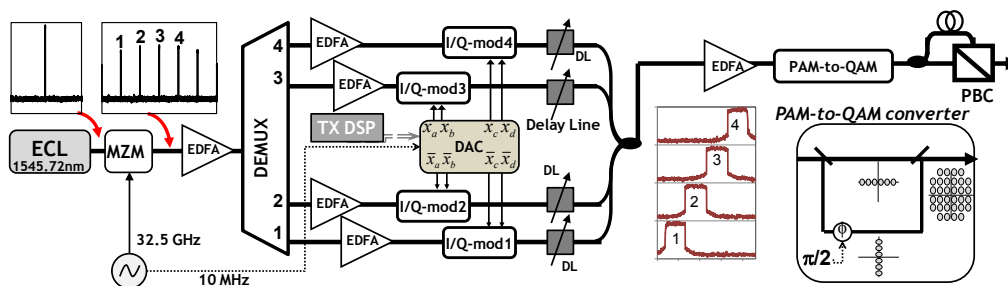 1 2 3 4
ECL
1545.72nm
MZM
EDFA
32.5 GHz
10 MHz
DEMUX
4
3
2
1
EDFA
I/Q-mod4
DL
EDFA
I/Q-mod3
Delay Line
TX DSP
x_a x_b x_c x_d
DAC
x̄_a x̄_b x̄_c x̄_d
EDFA
I/Q-mod2
DL
EDFA
I/Q-mod1
DL
4
3
2
1
EDFA
PAM-to-QAM
PBC
PAM-to-QAM converter
ϕ
π/2